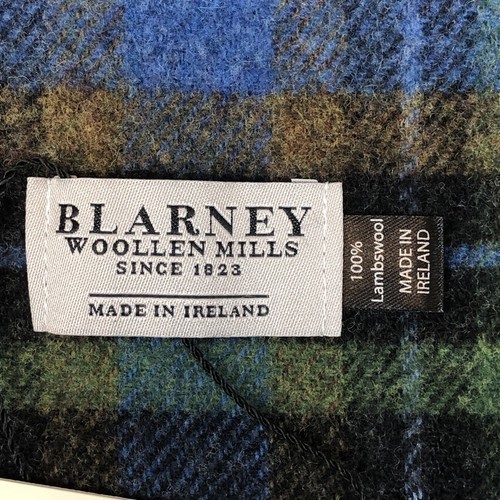 BLARNEY
WOOLLEN MILLS
SINCE 1823
MADE IN IRELAND
100%
Lambswool
MADE IN
IRELAND